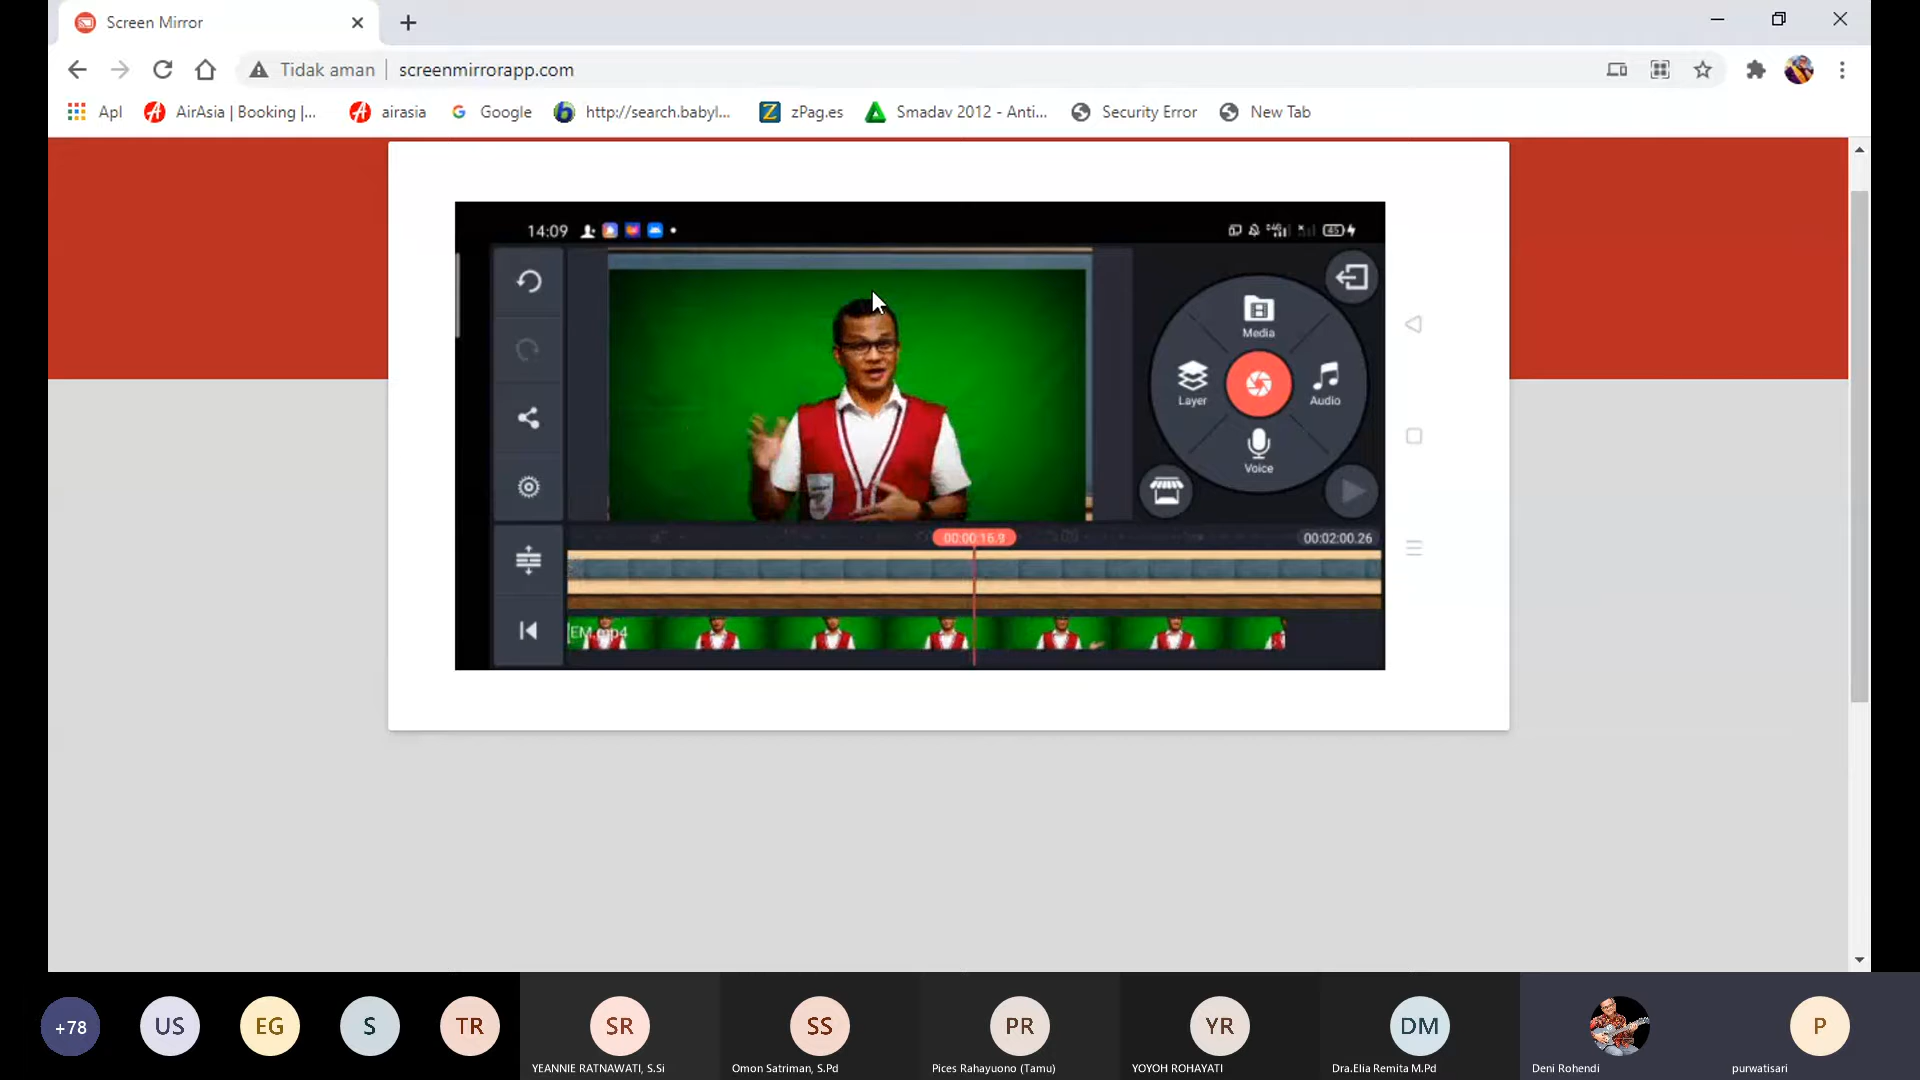 Screen Mirror
Tidak aman
screenmirrorapp.com
Apl
AirAsia | Booking |...
airasia
Google
http://search.babyl...
zPag.es
Smadav 2012 - Anti...
Security Error
New Tab
14:09
45
Media
Layer
Audio
Voice
00:00:16.9
00:02:00.26
EM.mp4
+78
US
EG
S
TR
SR
SS
PR
YR
DM
P
YEANNIE RATNAWATI, S.Si
Omon Satriman, S.Pd
Pices Rahayuono (Tamu)
YOYOH ROHAYATI
Dra.Elia Remita M.Pd
Deni Rohendi
purwatisari